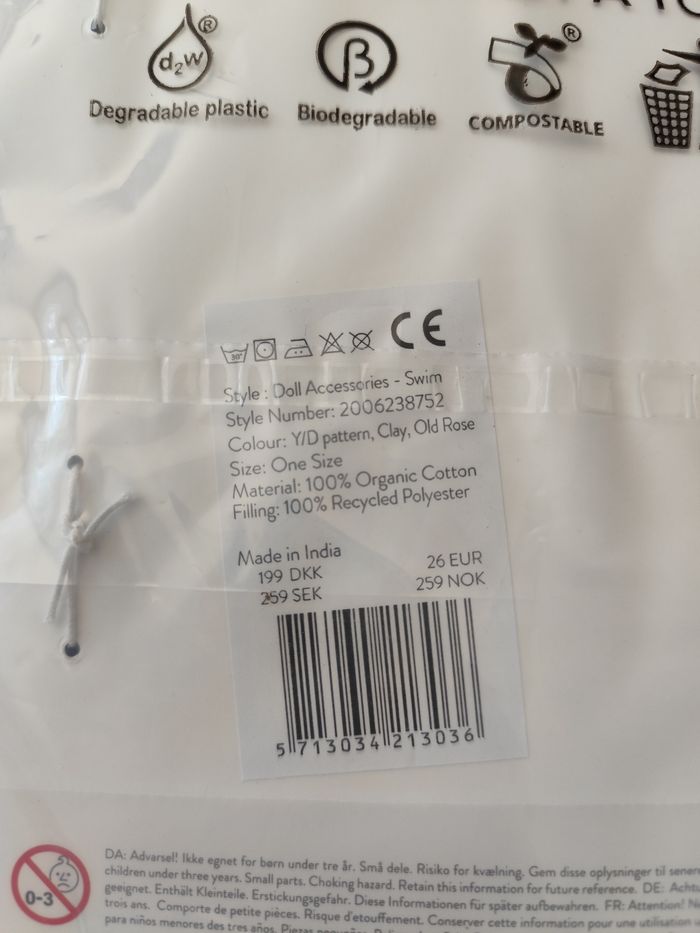 d₂w®
Degradable plastic
Biodegradable
®
COMPOSTABLE
30°
CE
Style : Doll Accessories - Swim
Style Number: 2006238752
Colour: Y/D pattern, Clay, Old Rose
Size: One Size
Material: 100% Organic Cotton
Filling: 100% Recycled Polyester
Made in India
199 DKK
26 EUR
259 SEK
259 NOK
5 713034 213036
0-3
DA: Advarsel! Ikke egnet for børn under tre år. Små dele. Risiko for kvælning. Gem disse oplysninger til
children under three years. Small parts. Choking hazard. Retain this information for future reference. DE:
geeignet. Enthält Kleinteile. Erstickungsgefahr. Diese Informationen für später aufbewahren. FR: Attention!
trois ans. Comporte de petite pièces. Risque d'etouffement. Conserver cette information pour une utilisation
para niños menores des tres años.